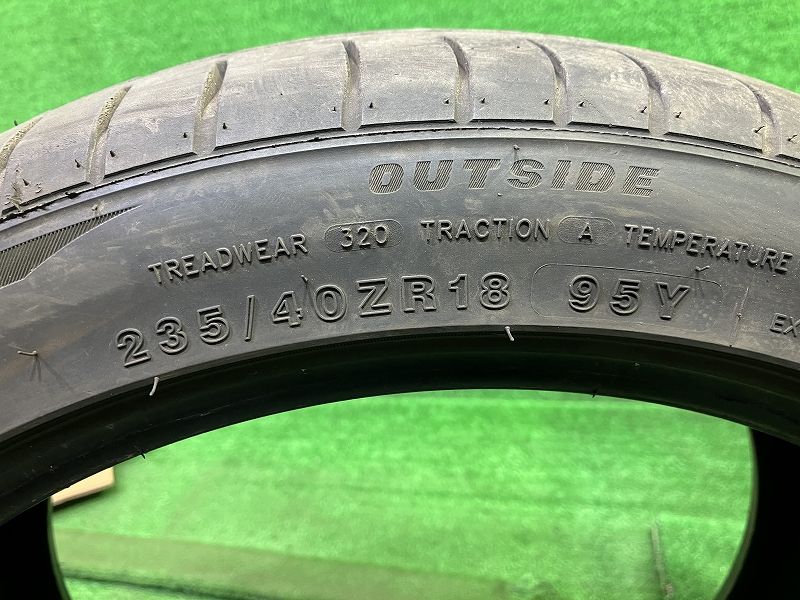 OUTSIDE
TREADWEAR 320 TRACTION A TEMPERATURE
235/40ZR18 95Y